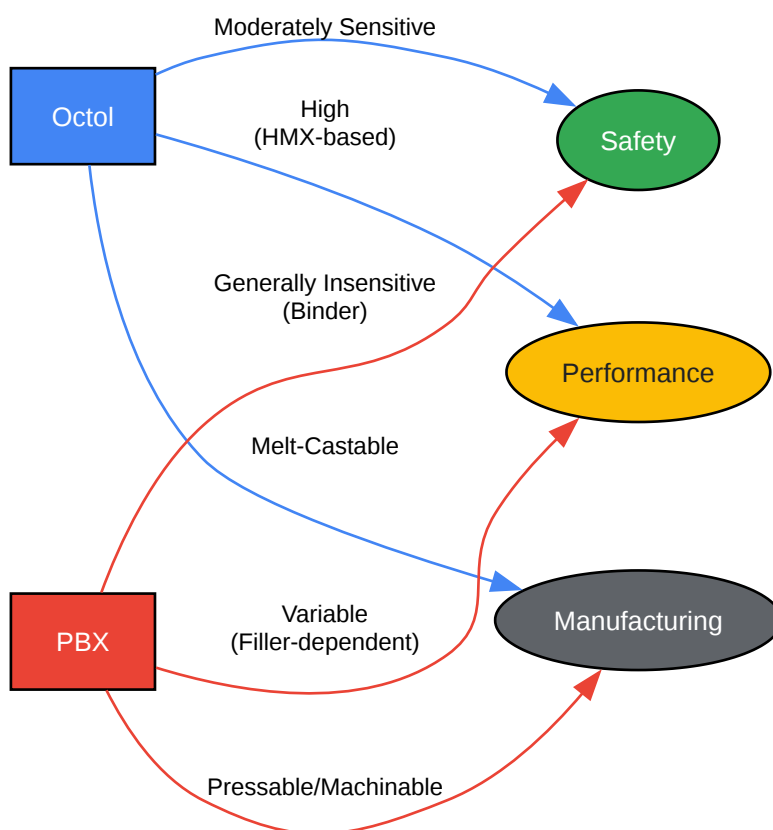 Moderately Sensitive
Octol
High
(HMX-based)
Safety
Generally Insensitive
(Binder)
Performance
Melt-Castable
PBX
Variable
(Filler-dependent)
Manufacturing
Pressable/Machinable